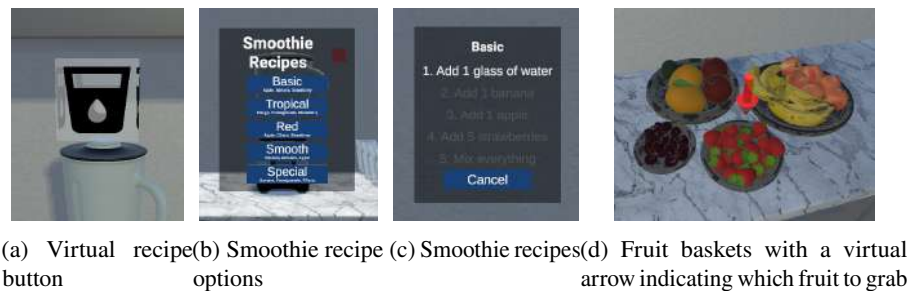 Smoothie
Recipes
Basic
Tropical
Red
Smooth
Special
Basic
1. Add 1 glass of water
2. Add 1 banana
3. Add 1 apple
4. Add 5 strawberries
5. Mix everything
Cancel
(a) Virtual recipe button
(b) Smoothie recipe options
(c) Smoothie recipes
(d) Fruit baskets with a virtual arrow indicating which fruit to grab